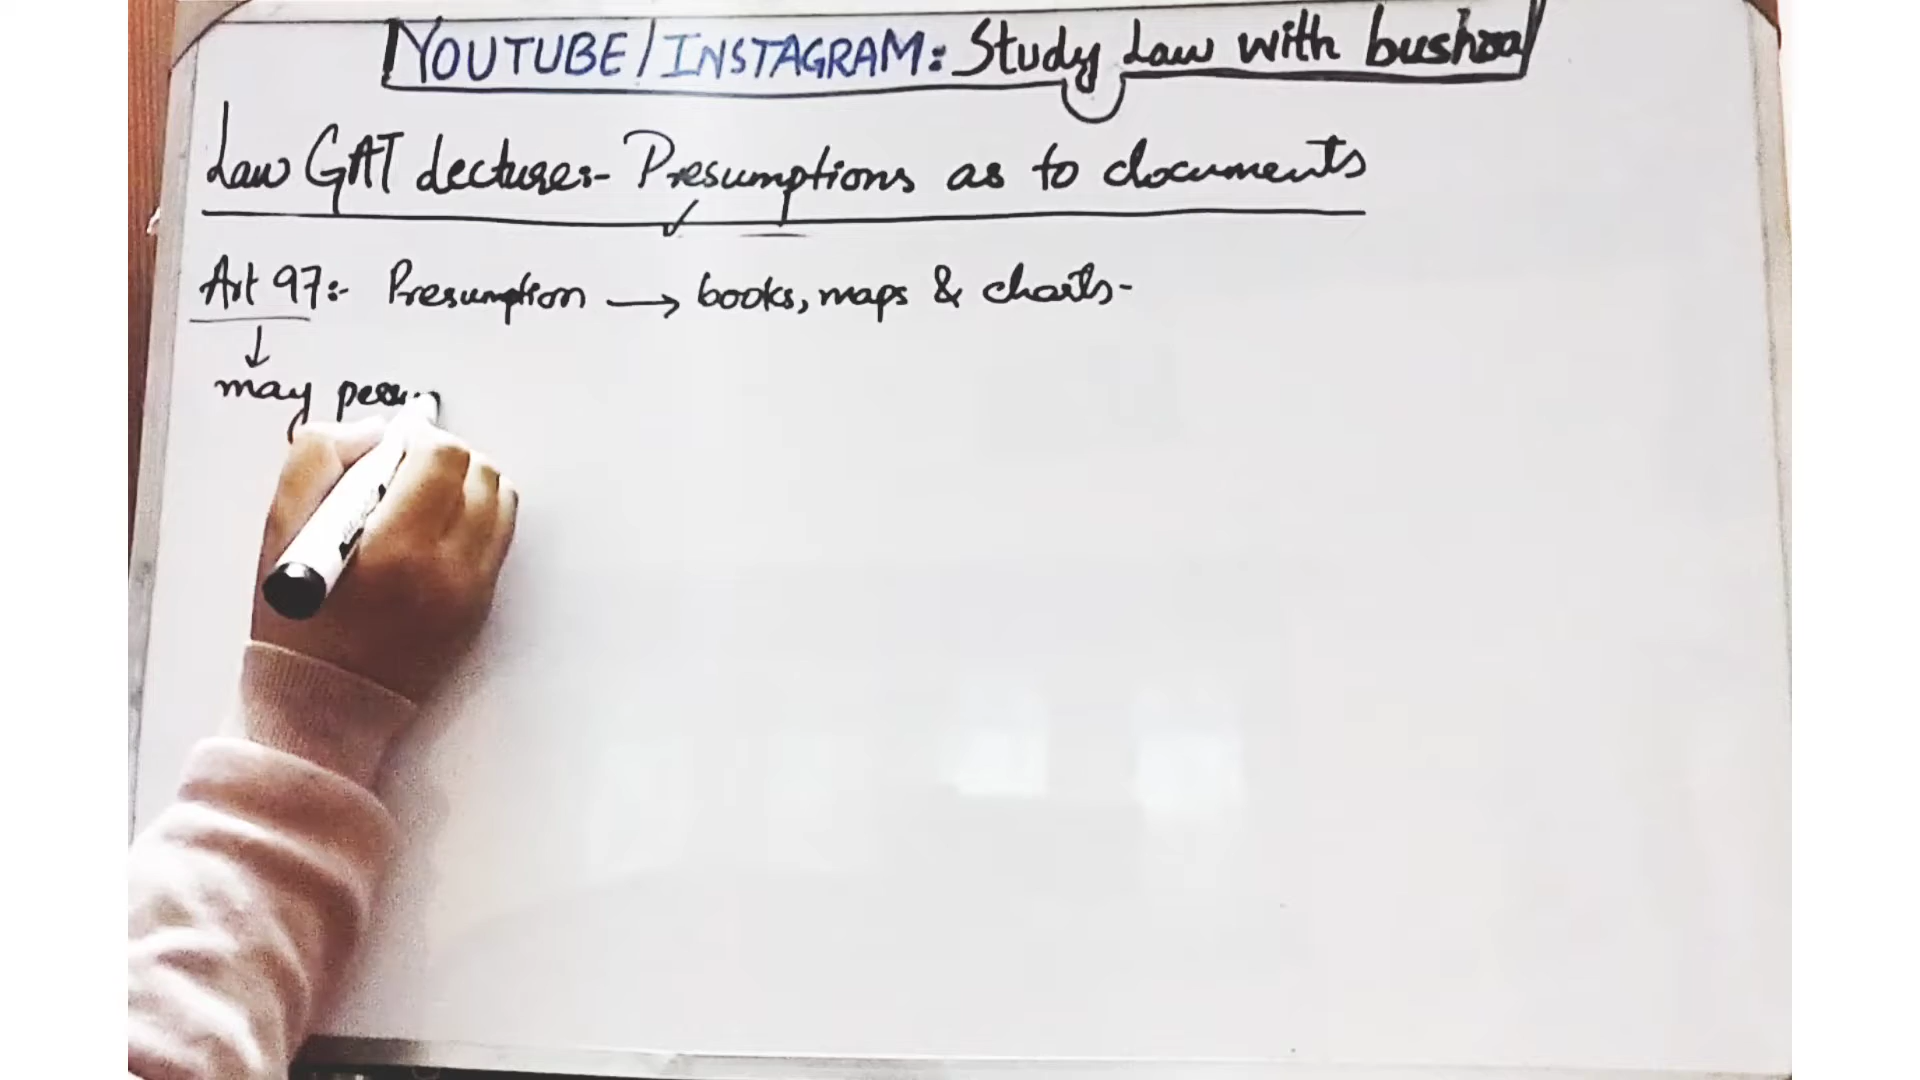 YOUTUBE/INSTAGRAM: Study Law with bushra
Law GAT Lectures- Presumptions as to documents
Art 97:- Presumption → books, maps & charts-
↓
may